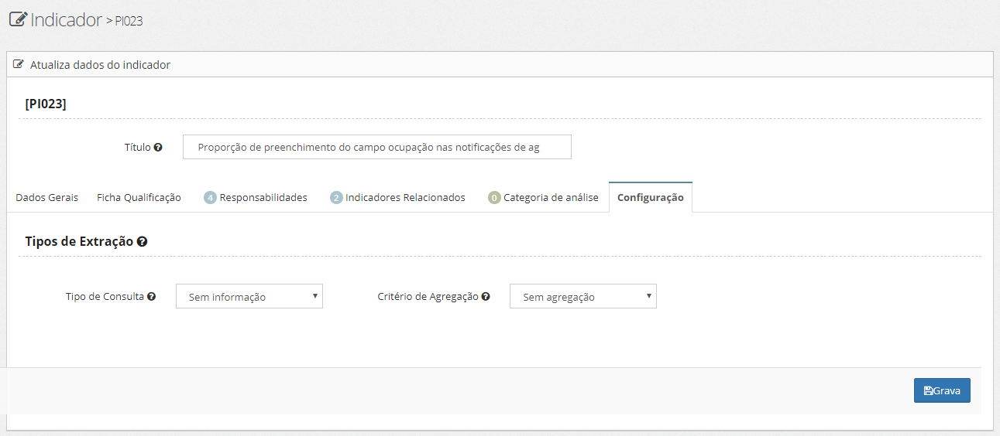 Indicador > PI023
Atualiza dados do indicador
[PI023]
Título
Proporção de preenchimento do campo ocupação nas notificações de ag
Dados Gerais Ficha Qualificação 4 Responsabilidades 2 Indicadores Relacionados 0 Categoria de análise Configuração
Tipos de Extração
Tipo de Consulta Sem informação Critério de Agregação Sem agregação
Grava